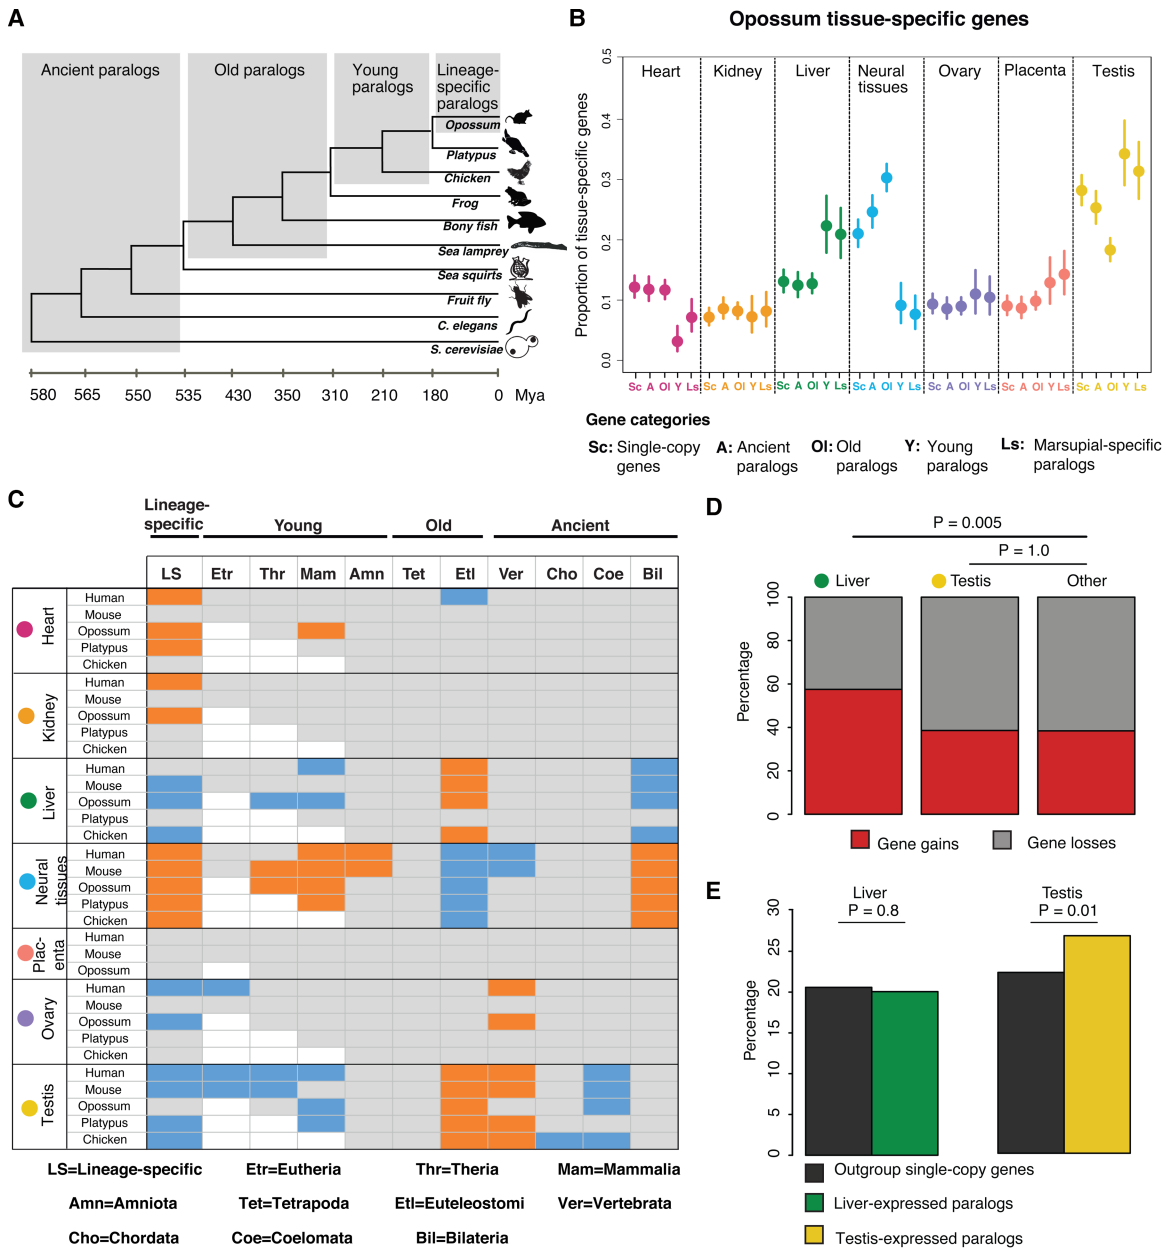 A
Ancient paralogs
Old paralogs
Young
paralogs
Lineage-
specific
paralogs
Opossum
Platypus
Chicken
Frog
Bony fish
Sea lamprey
Sea squirts
Fruit fly
C. elegans
S. cerevisiae
580 565 550 535 430 310 210 180 0 Mya
B
Opossum tissue-specific genes
Proportion of tissue-specific genes
0.5
0.4
0.3
0.2
0.1
0.0
Heart
Kidney
Liver
Neural
tissues
Ovary
Placenta
Testis
Sc A Ol Y Ls Sc A Ol Y Ls Sc A Ol Y Ls Sc A Ol Y Ls Sc A Ol Y Ls Sc A Ol Y Ls Sc A Ol Y Ls
Gene categories
Sc: Single-copy
genes
A: Ancient
paralogs
Ol: Old
paralogs
Y: Young
paralogs
Ls: Marsupial-specific
paralogs
C
Lineage-
specific
Young
Old
Ancient
LS Etr Thr Mam Amn Tet Etl Ver Cho Coe Bil
Heart
Human
Mouse
Opossum
Platypus
Chicken
Kidney
Human
Mouse
Opossum
Platypus
Chicken
Liver
Human
Mouse
Opossum
Platypus
Chicken
Neural
tissues
Human
Mouse
Opossum
Platypus
Chicken
Plac-
enta
Human
Mouse
Opossum
Ovary
Human
Mouse
Opossum
Platypus
Chicken
Testis
Human
Mouse
Opossum
Platypus
Chicken
LS=Lineage-specific Etr=Eutheria Thr=Theria Mam=Mammalia
Amn=Amniota Tet=Tetrapoda Etl=Euteleostomi Ver=Vertebrata
Cho=Chordata Coe=Coelomata Bil=Bilateria
D
P = 0.005
P = 1.0
Liver
Testis
Other
Percentage
100
80
60
40
20
0
Gene gains
Gene losses
E
Liver
P = 0.8
Testis
P = 0.01
Percentage
30
25
20
15
10
5
0
Outgroup single-copy genes
Liver-expressed paralogs
Testis-expressed paralogs